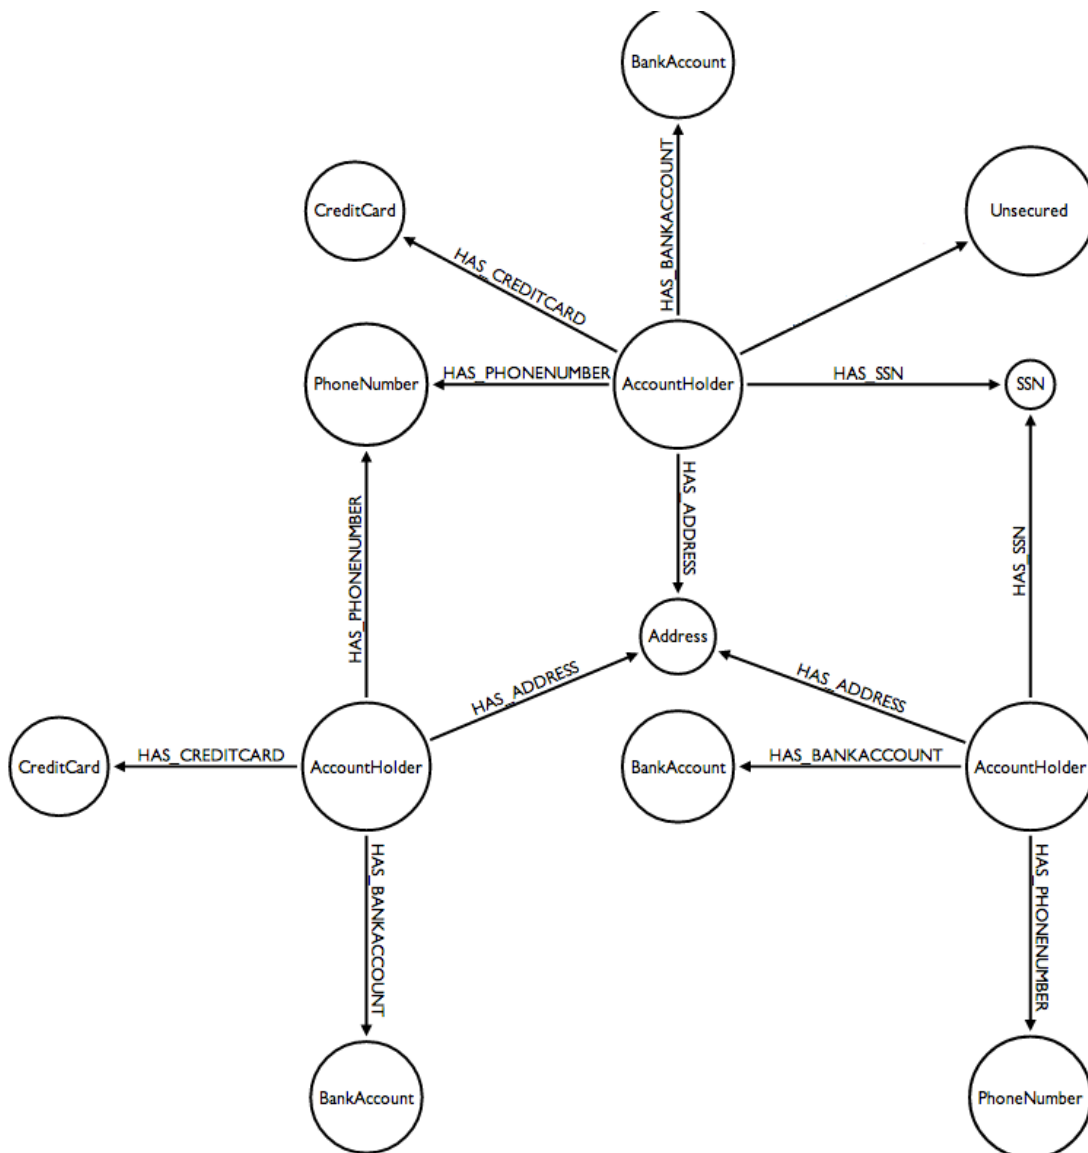 BankAccount
HAS_BANKACCOUNT
CreditCard
Unsecured
HAS_CREDITCARD
PhoneNumber
HAS_PHONENUMBER
AccountHolder
HAS_SSN
SSN
HAS_ADDRESS
HAS_PHONENUMBER
HAS_SSN
Address
HAS_ADDRESS
HAS_ADDRESS
CreditCard
HAS_CREDITCARD
AccountHolder
BankAccount
HAS_BANKACCOUNT
AccountHolder
HAS_BANKACCOUNT
HAS_PHONENUMBER
BankAccount
PhoneNumber